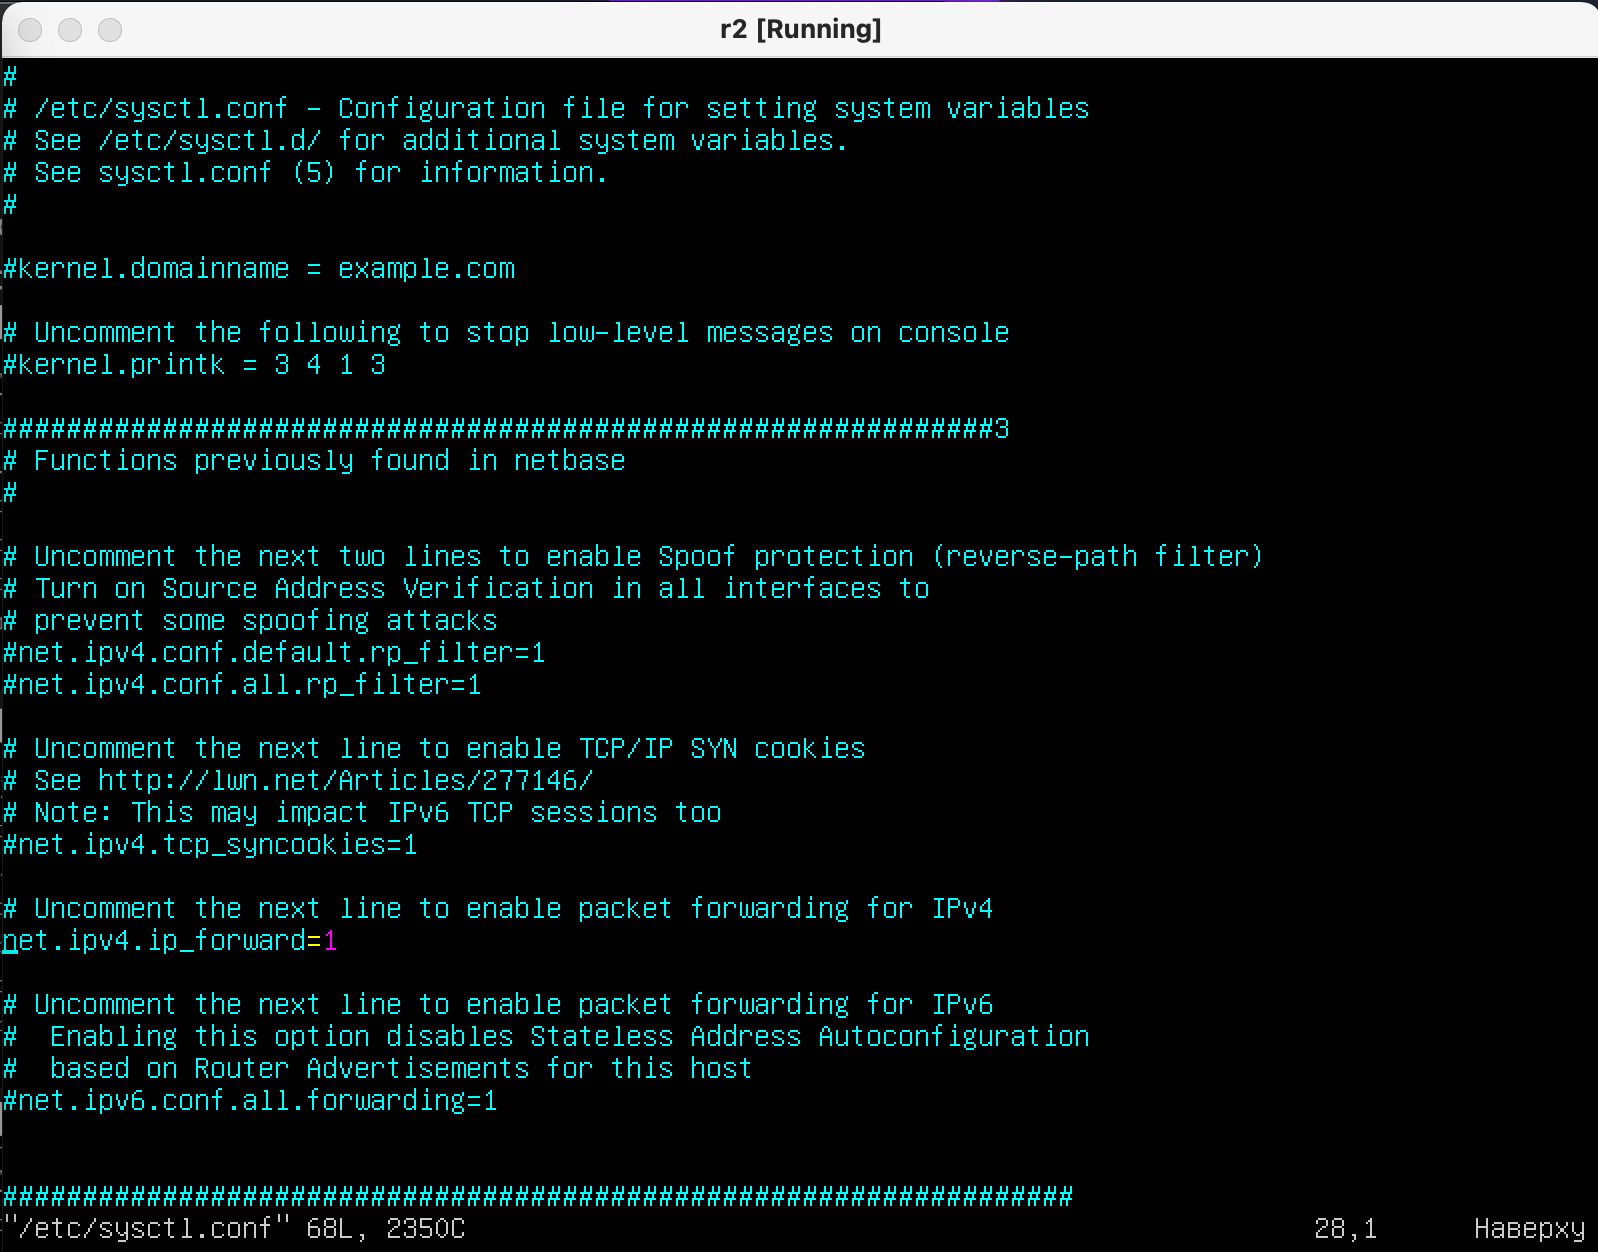 r2 [Running]
#
# /etc/sysctl.conf - Configuration file for setting system variables
# See /etc/sysctl.d/ for additional system variables.
# See sysctl.conf (5) for information.
#
#kernel.domainname = example.com
# Uncomment the following to stop low-level messages on console
#kernel.printk = 3 4 1 3
##############################################################3
# Functions previously found in netbase
#
# Uncomment the next two lines to enable Spoof protection (reverse-path filter)
# Turn on Source Address Verification in all interfaces to
# prevent some spoofing attacks
#net.ipv4.conf.default.rp_filter=1
#net.ipv4.conf.all.rp_filter=1
# Uncomment the next line to enable TCP/IP SYN cookies
# See http://lwn.net/Articles/277146/
# Note: This may impact IPv6 TCP sessions too
#net.ipv4.tcp_syncookies=1
# Uncomment the next line to enable packet forwarding for IPv4
net.ipv4.ip_forward=1
# Uncomment the next line to enable packet forwarding for IPv6
#  Enabling this option disables Stateless Address Autoconfiguration
#  based on Router Advertisements for this host
#net.ipv6.conf.all.forwarding=1
###################################################################
"/etc/sysctl.conf" 68L, 2350C 28,1 Наверху